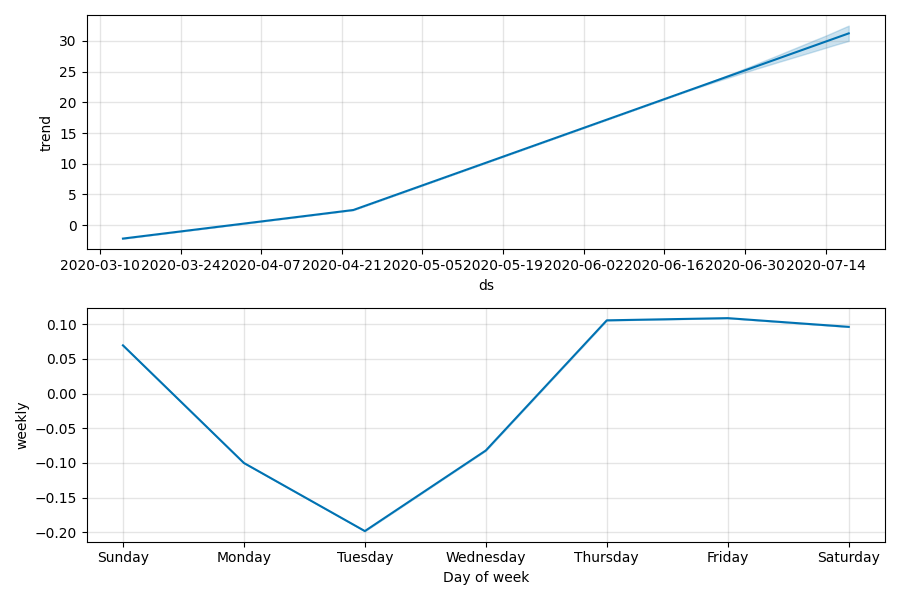 30
25
20
15
10
5
0
trend
2020-03-10 2020-03-24 2020-04-07 2020-04-21 2020-05-05 2020-05-19 2020-06-02 2020-06-16 2020-06-30 2020-07-14
ds
0.10
0.05
0.00
−0.05
−0.10
−0.15
−0.20
weekly
Sunday Monday Tuesday Wednesday Thursday Friday Saturday
Day of week